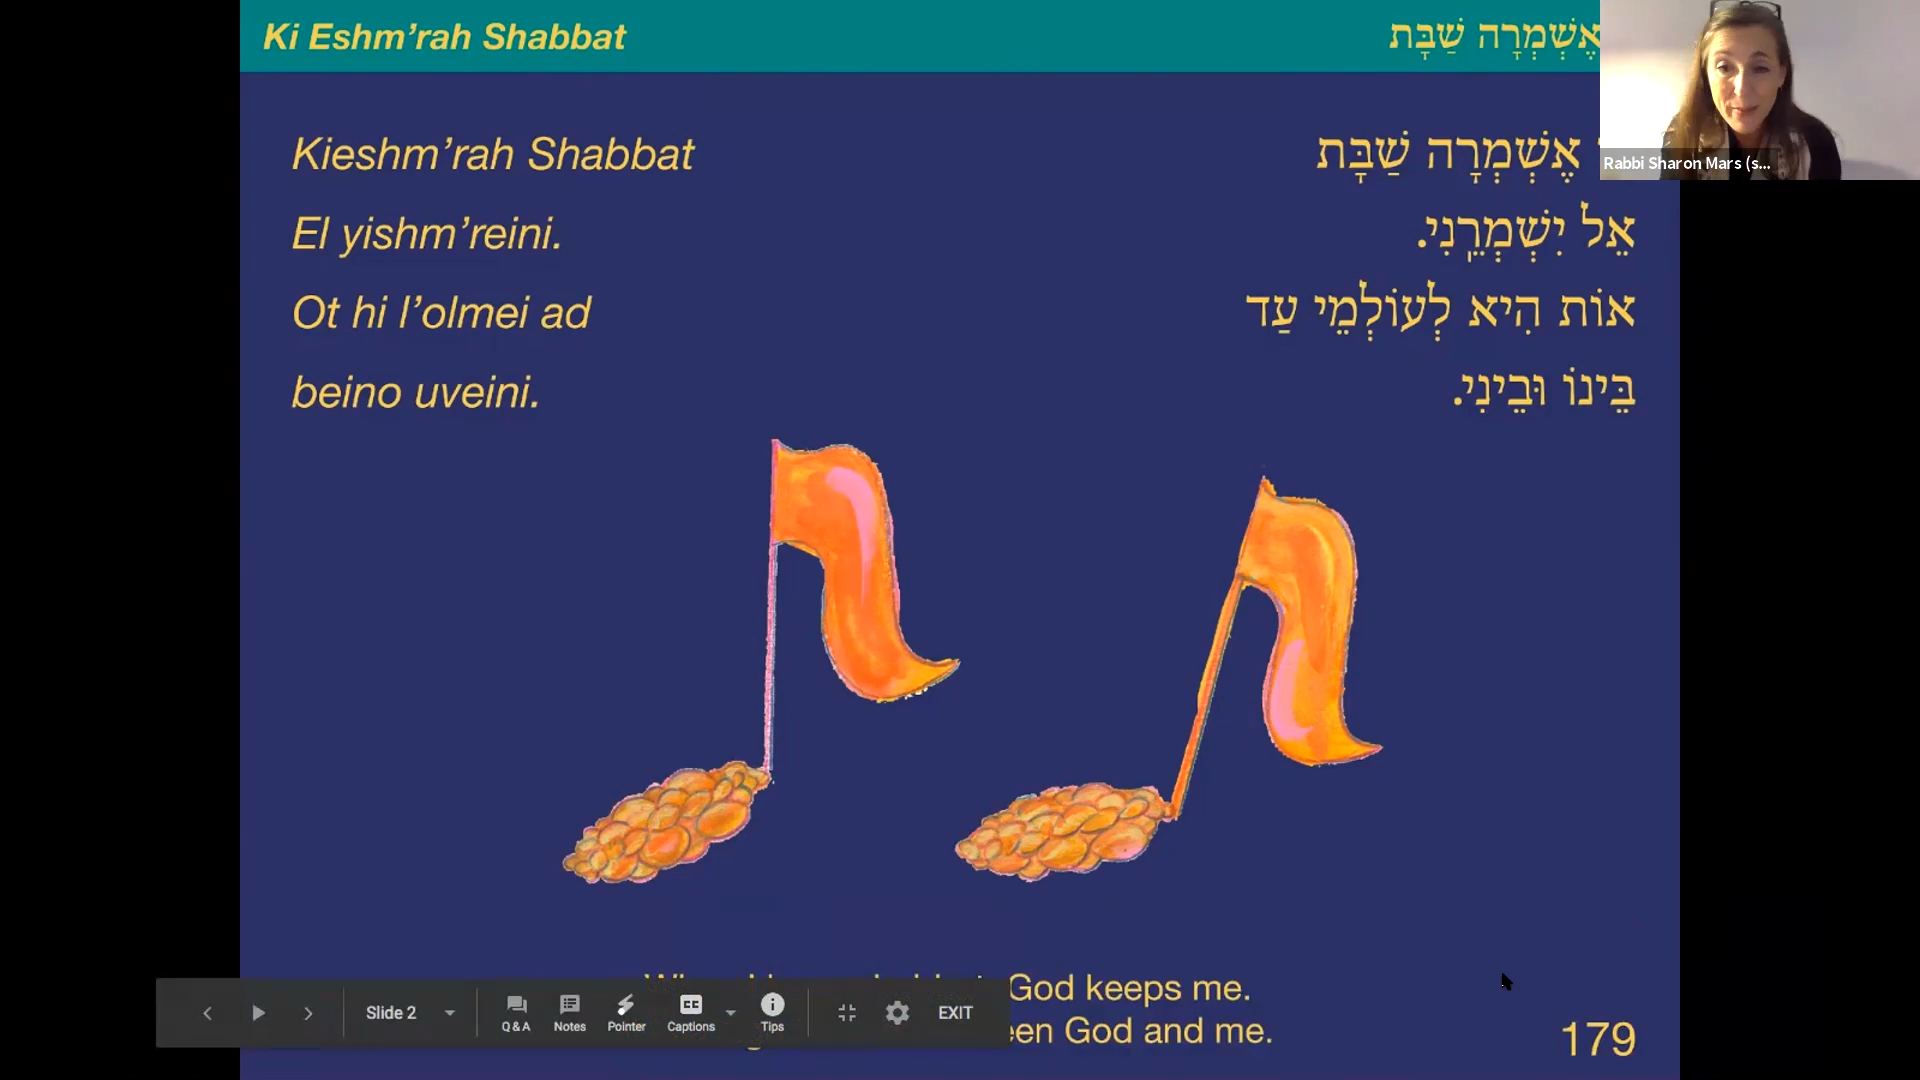 Ki Eshm’rah Shabbat
אֶשְׁמְרָה שַׁבָּת
Rabbi Sharon Mars (s...
Kieshm’rah Shabbat
אֶשְׁמְרָה שַׁבָּת
El yishm’reini.
אֵל יִשְׁמְרֵֽנִי.
Ot hi l’olmei ad
אוֹת הִיא לְעוֹלְמֵי עַד
beino uveini.
בֵּינוֹ וּבֵינִי.
God keeps me.
God and me.
Slide 2
Q&A
Notes
Pointer
Captions
Tips
EXIT
179